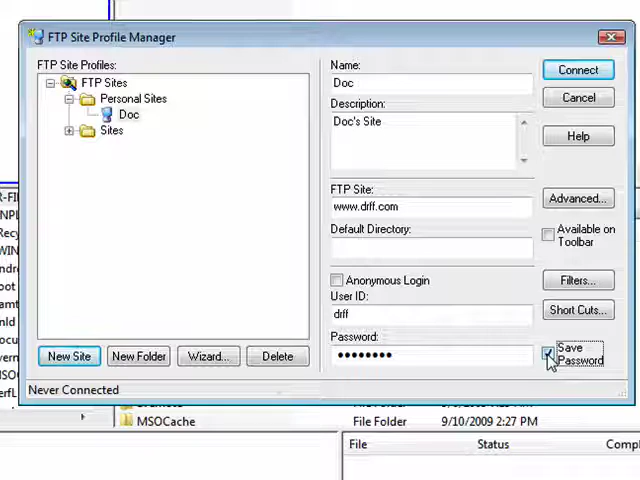 FTP Site Profile Manager
FTP Site Profiles:
FTP Sites
Personal Sites
Doc
Sites
New Site
New Folder
Wizard...
Delete
Name:
Doc
Description:
Doc's Site
FTP Site:
www.drff.com
Default Directory:
Anonymous Login
User ID:
drff
Password:
••••••••
Connect
Cancel
Help
Advanced...
Available on
Toolbar
Filters...
Short Cuts...
Save
Password
Never Connected
MSOCache
File Folder
9/10/2009 2:27 PM
File
Status